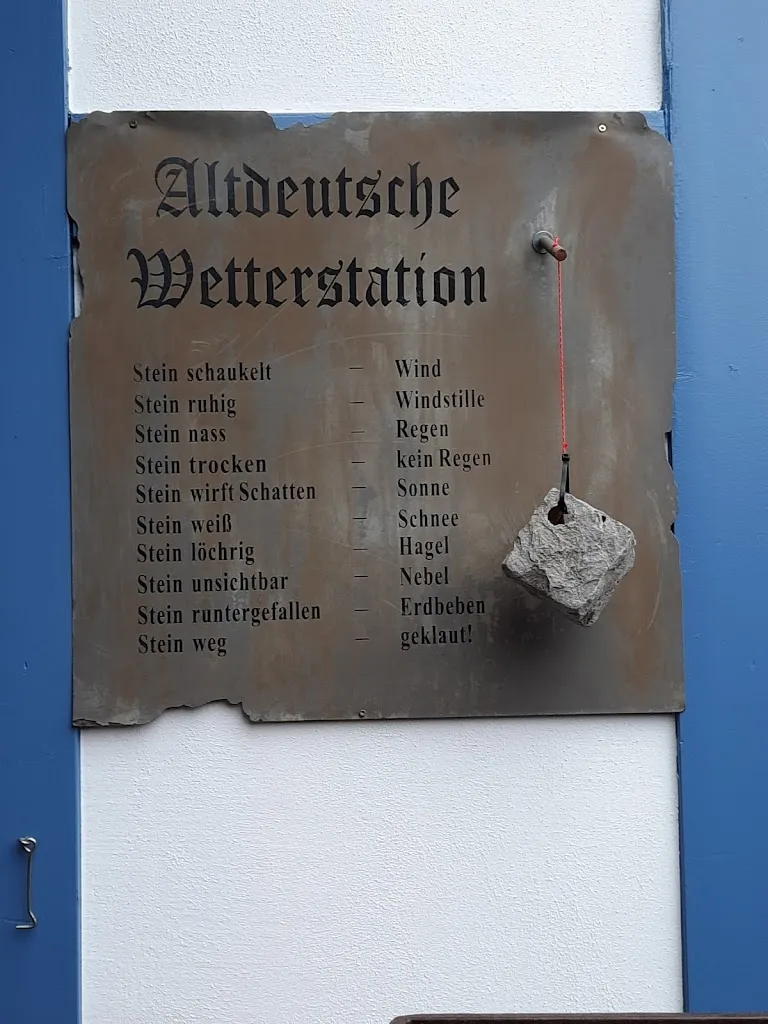 Altdeutsche
Wetterstation
Stein schaukelt – Wind
Stein ruhig – Windstille
Stein nass – Regen
Stein trocken – kein Regen
Stein wirft Schatten – Sonne
Stein weiß – Schnee
Stein löchrig – Hagel
Stein unsichtbar – Nebel
Stein runtergefallen – Erdbeben
Stein weg – geklaut!